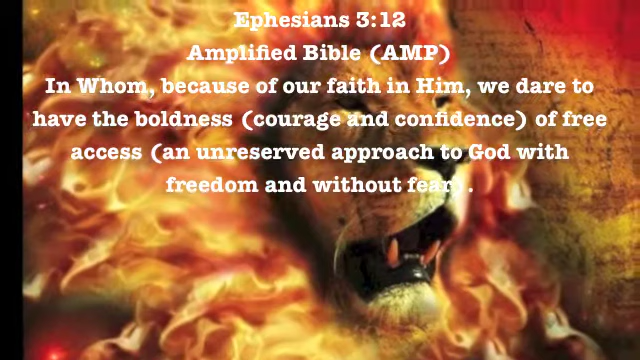 Ephesians 3:12
Amplified Bible (AMP)
In Whom, because of our faith in Him, we dare to
have the boldness (courage and confidence) of free
access (an unreserved approach to God with
freedom and without fear).